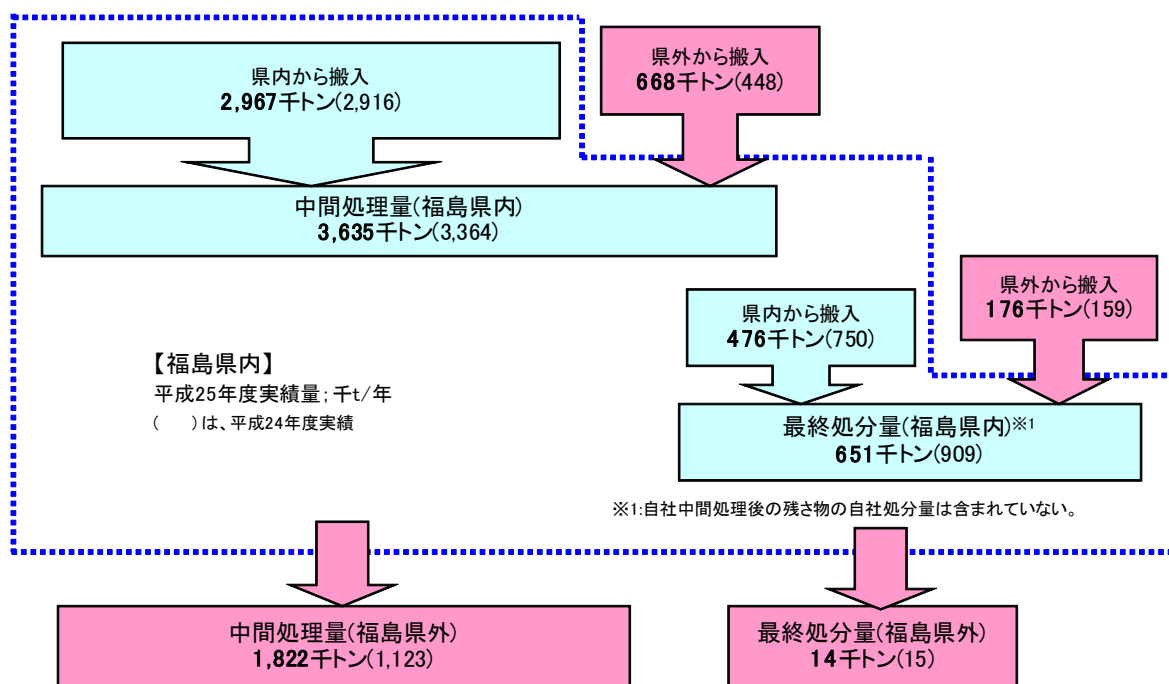 県内から搬入
2,967千トン(2,916)
県外から搬入
668千トン(448)
中間処理量(福島県内)
3,635千トン(3,364)
県外から搬入
176千トン(159)
県内から搬入
476千トン(750)
【福島県内】
平成25年度実績量；千t/年
(　　)は、平成24年度実績
最終処分量(福島県内)※1
651千トン(909)
※1:自社中間処理後の残さ物の自社処分量は含まれていない。
中間処理量(福島県外)
1,822千トン(1,123)
最終処分量(福島県外)
14千トン(15)